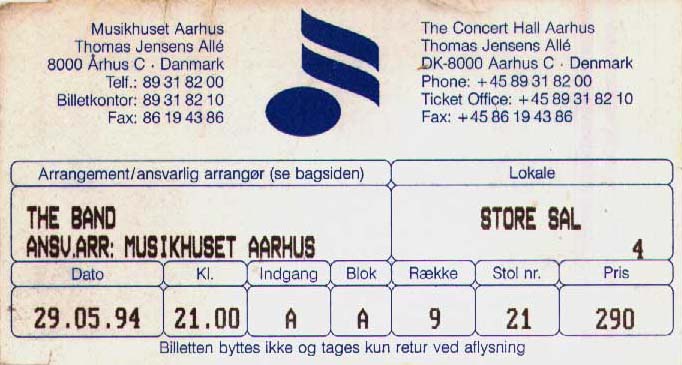 Musikhuset Aarhus
Thomas Jensens Allé
8000 Århus C · Denmark
Telf.: 89 31 82 00
Billetkontor: 89 31 82 10
Fax: 86 19 43 86
The Concert Hall Aarhus
Thomas Jensens Allé
DK-8000 Aarhus C · Denmark
Phone: +45 89 31 82 00
Ticket Office: +45 89 31 82 10
Fax: +45 86 19 43 86
Arrangement/ansvarlig arrangør (se bagsiden) Lokale
THE BAND STORE SAL
ANSV.ARR: MUSIKHUSET AARHUS 4
Dato Kl. Indgang Blok Række Stol nr. Pris
29.05.94 21.00 A A 9 21 290
Billetten byttes ikke og tages kun retur ved aflysning